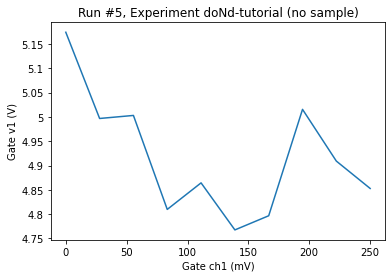 Run #5, Experiment doNd-tutorial (no sample)
Gate v1 (V)
5.15
5.1
5.05
5
4.95
4.9
4.85
4.8
4.75
0 50 100 150 200 250
Gate ch1 (mV)